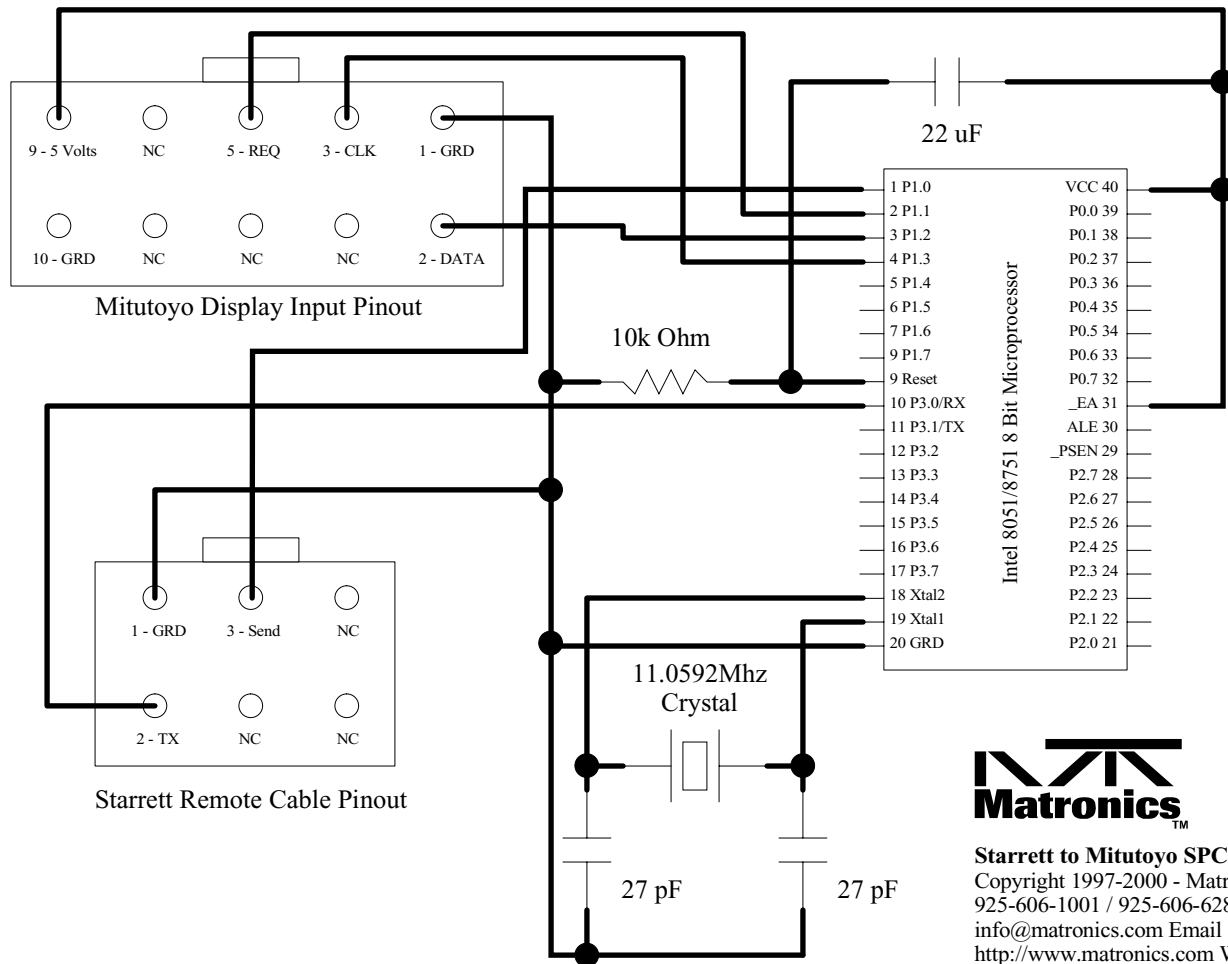 22 uF
9 - 5 Volts
NC
5 - REQ
3 - CLK
1 - GRD
10 - GRD
NC
NC
NC
2 - DATA
Mitutoyo Display Input Pinout
10k Ohm
1 P1.0
2 P1.1
3 P1.2
4 P1.3
5 P1.4
6 P1.5
7 P1.6
9 P1.7
9 Reset
10 P3.0/RX
11 P3.1/TX
12 P3.2
13 P3.3
14 P3.4
15 P3.5
16 P3.6
17 P3.7
18 Xtal2
19 Xtal1
20 GRD
Intel 8051/8751 8 Bit Microprocessor
VCC 40
P0.0 39
P0.1 38
P0.2 37
P0.3 36
P0.4 35
P0.5 34
P0.6 33
P0.7 32
_EA 31
ALE 30
_PSEN 29
P2.7 28
P2.6 27
P2.5 26
P2.4 25
P2.3 24
P2.2 23
P2.1 22
P2.0 21
1 - GRD
3 - Send
NC
2 - TX
NC
NC
Starrett Remote Cable Pinout
11.0592Mhz
Crystal
27 pF
27 pF
Matronics
TM
Starrett to Mitutoyo SPC
Copyright 1997-2000 - Matr
925-606-1001 / 925-606-628
info@matronics.com Email
http://www.matronics.com